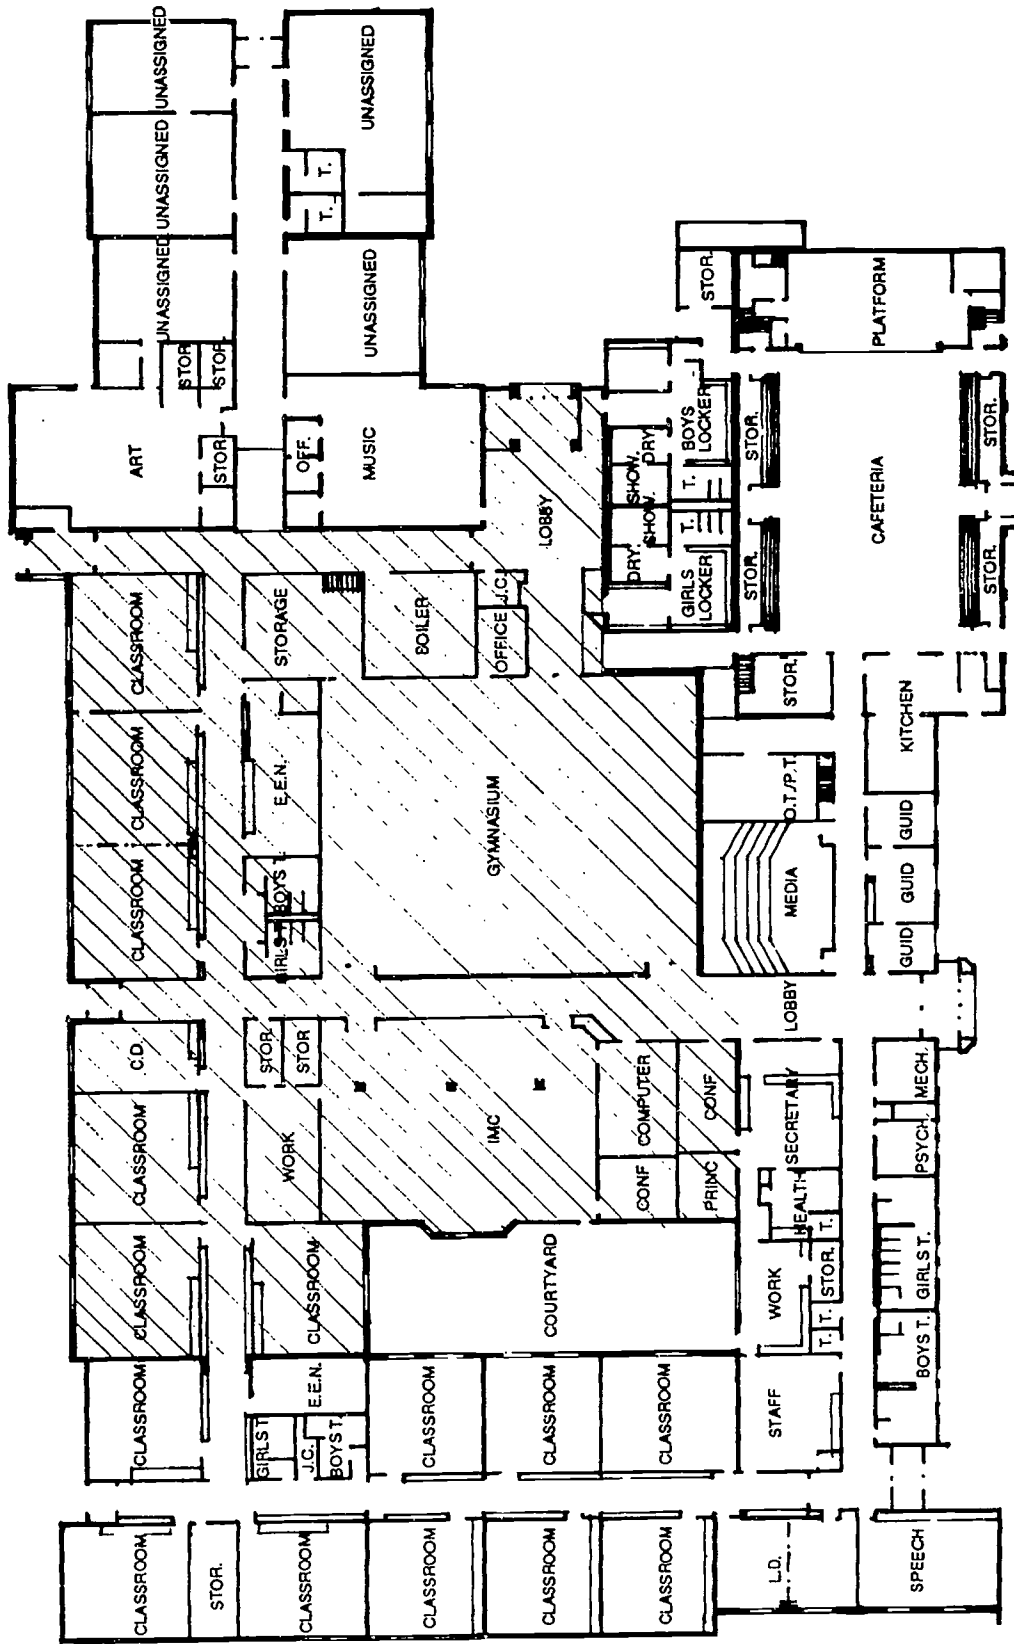 UNASSIGNED
UNASSIGNED
UNASSIGNED
UNASSIGNED
T.
T.
UNASSIGNED
STOR
STOR
ART
STOR
OFF.
MUSIC
LOBBY
STOR.
PLATFORM
BOYS
LOCKER
DRY
SHOW.
T.
SHOW.
T.
DRY.
GIRLS
LOCKER
STOR.
STOR.
CAFETERIA
STOR.
STOR.
CLASSROOM
STORAGE
BOILER
OFFICE
J.C.
CLASSROOM
E.E.N.
CLASSROOM
BOYS T.
GIRLS T.
GYMNASIUM
STOR.
KITCHEN
O.T./P.T.
MEDIA
GUID
GUID
GUID
LOBBY
C.D.
STOR
STOR
CLASSROOM
WORK
IMC
COMPUTER
CONF
CONF
PRINC
SECRETARY
HEALTH
T.
MECH.
PSYCH
CLASSROOM
CLASSROOM
COURTYARD
WORK
STOR.
T.
T.
GIRLS T.
BOYS T.
CLASSROOM
E.E.N.
GIRLS T
J.C.
BOYS T.
CLASSROOM
CLASSROOM
CLASSROOM
STAFF
CLASSROOM
STOR.
CLASSROOM
CLASSROOM
CLASSROOM
CLASSROOM
L.D.
SPEECH